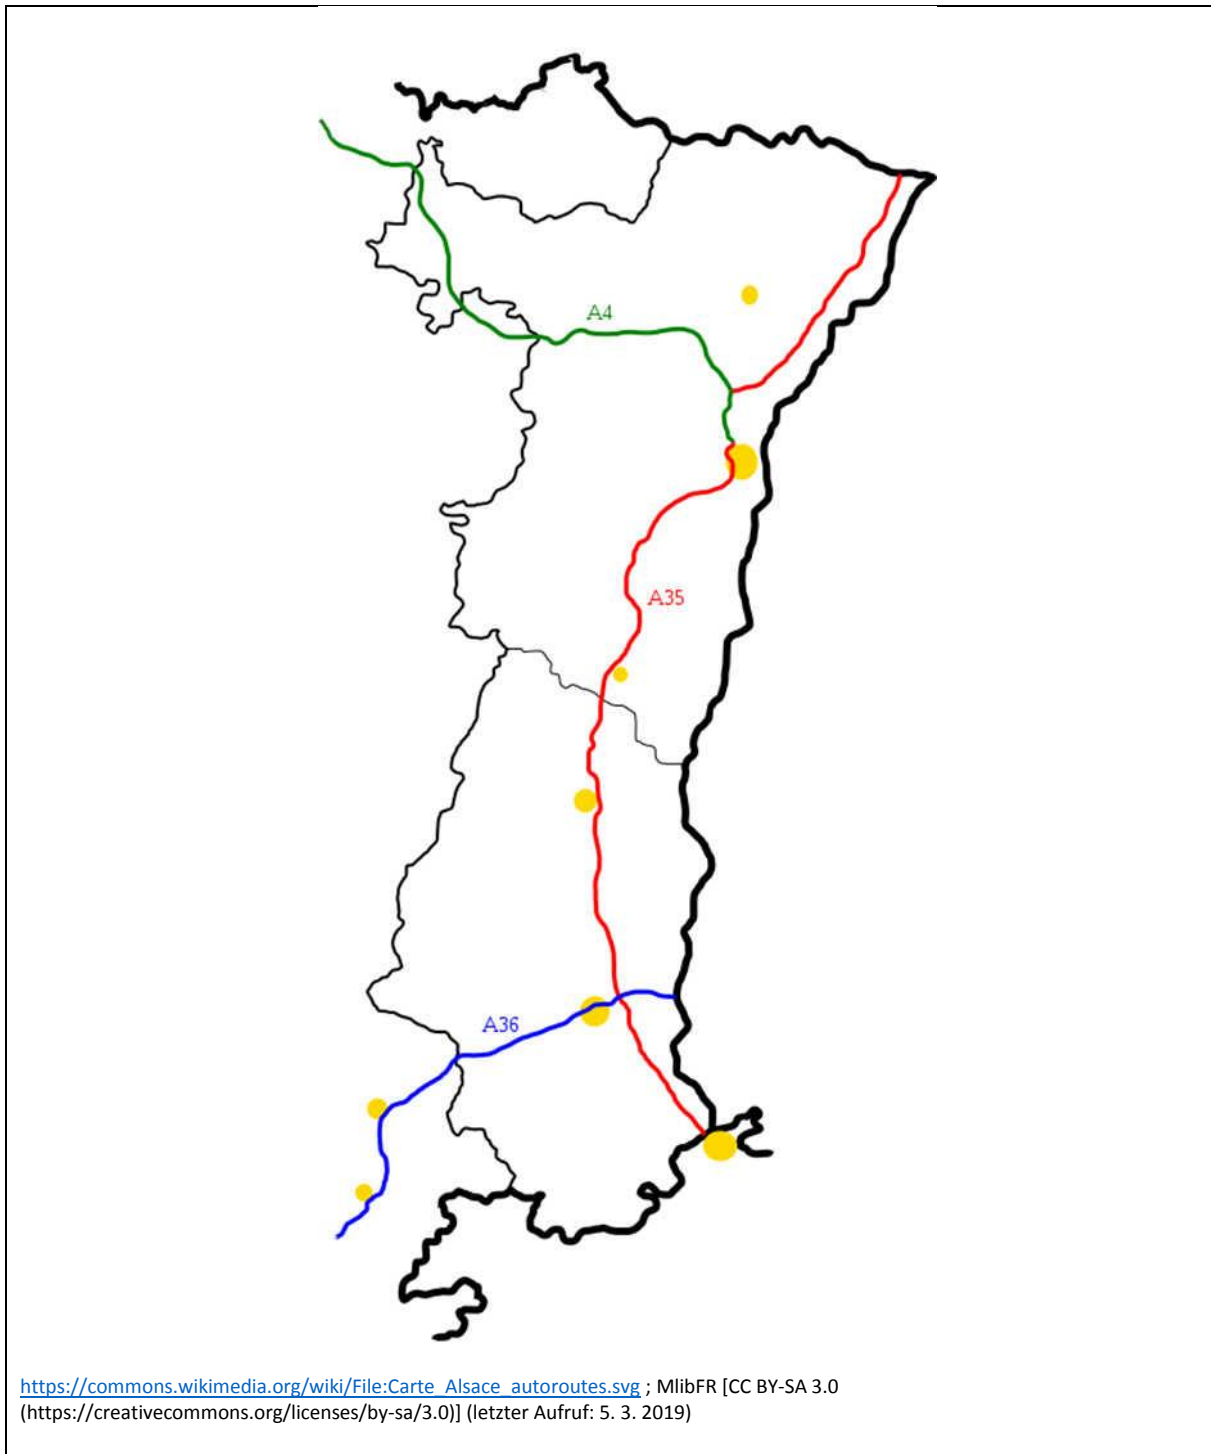 A4
A35
A36
https://commons.wikimedia.org/wiki/File:Carte_Alsace_autoroutes.svg ; MlibFR [CC BY-SA 3.0
(https://creativecommons.org/licenses/by-sa/3.0)] (letzter Aufruf: 5. 3. 2019)